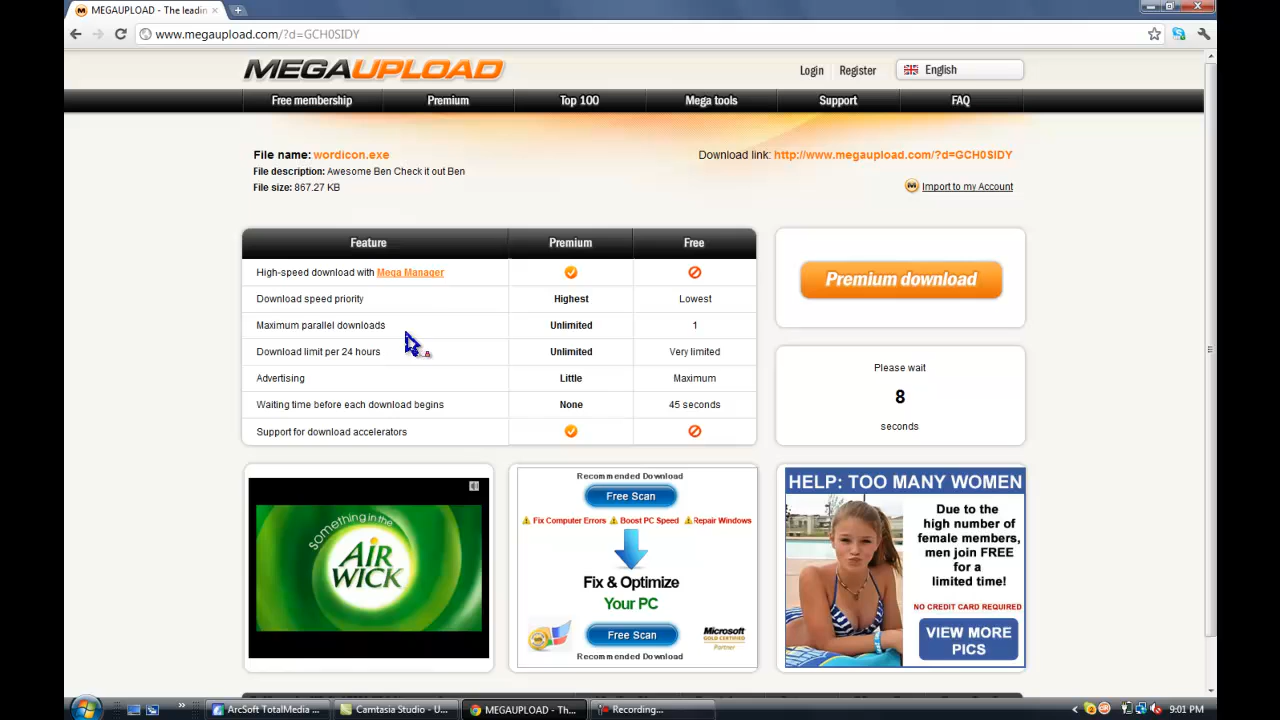 MEGAUPLOAD - The leadin
www.megaupload.com/?d=GCH0SIDY
MEGAUPLOAD
Login
Register
English
Free membership
Premium
Top 100
Mega tools
Support
FAQ
File name: wordicon.exe
Download link: http://www.megaupload.com/?d=GCH0SIDY
File description: Awesome Ben Check it out Ben
File size: 867.27 KB
Import to my Account
Feature Premium Free
High-speed download with Mega Manager
Download speed priority Highest Lowest
Maximum parallel downloads Unlimited 1
Download limit per 24 hours Unlimited Very limited
Advertising Little Maximum
Waiting time before each download begins None 45 seconds
Support for download accelerators
Premium download
Please wait
8
seconds
something in the
AIR
WICK
Recommended Download
Free Scan
Fix Computer Errors Boost PC Speed Repair Windows
Fix & Optimize
Your PC
Free Scan
Microsoft
GOLD CERTIFIED
Partner
Recommended Download
HELP: TOO MANY WOMEN
Due to the
high number of
female members,
men join FREE
for a
limited time!
NO CREDIT CARD REQUIRED
VIEW MORE
PICS
ArcSoft TotalMedia ...
Camtasia Studio - U...
MEGAUPLOAD - Th...
Recording...
9:01 PM